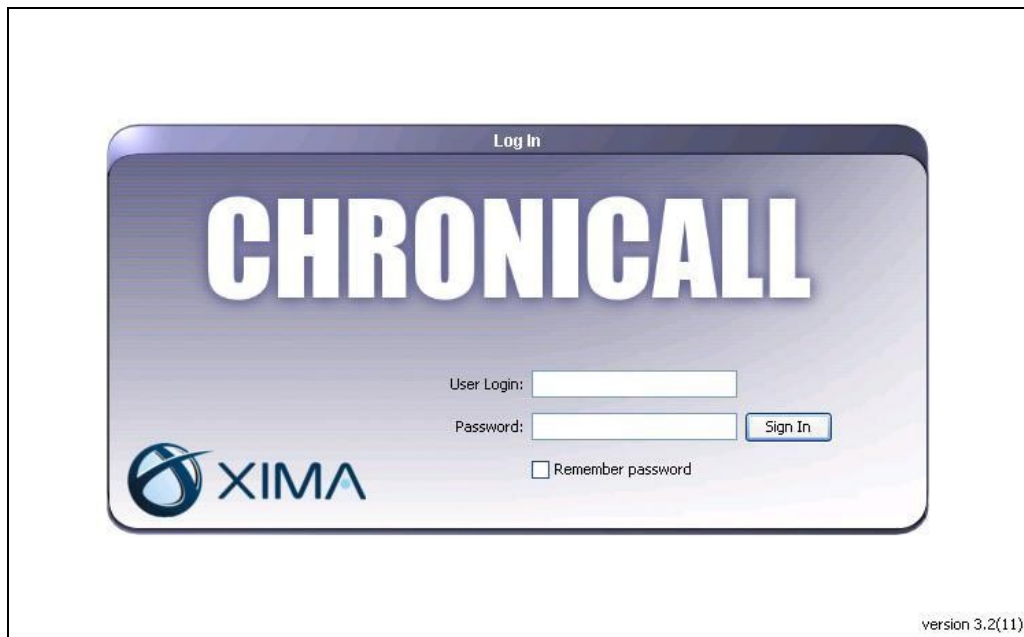 Log In
CHRONICALL
User Login:
Password:
Sign In
Remember password
XIMA
version 3.2(11)